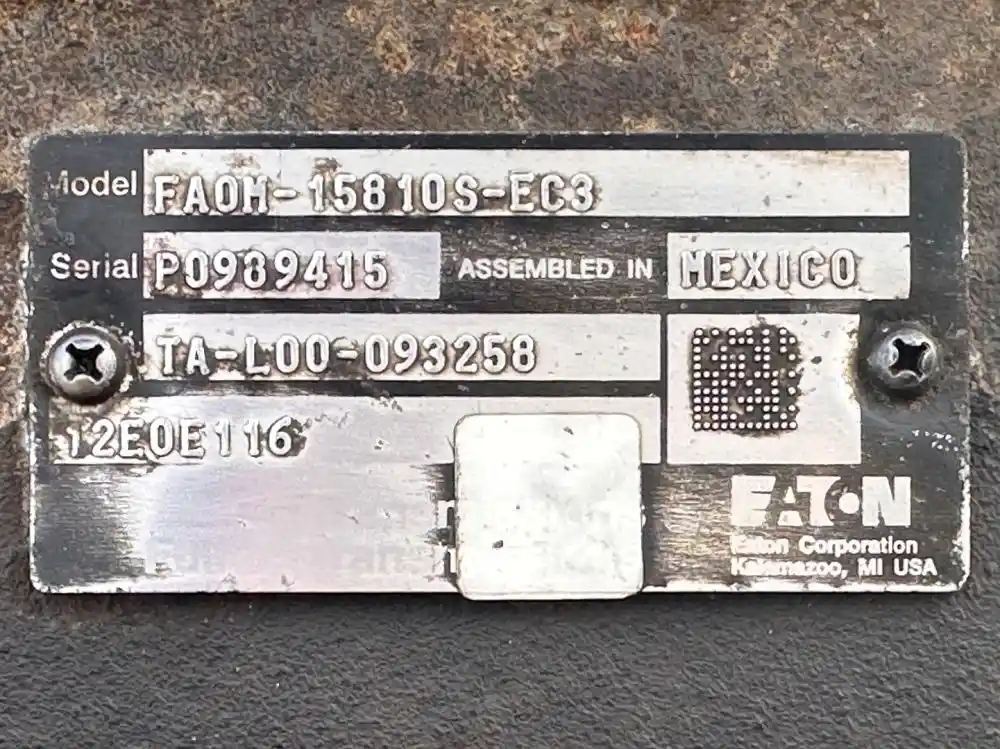 Model FAOM-15810S-EC3
Serial P0989415 ASSEMBLED IN MEXICO
TA-L00-093258
12E0E116
EATON
Eaton Corporation
Kalamazoo, MI USA